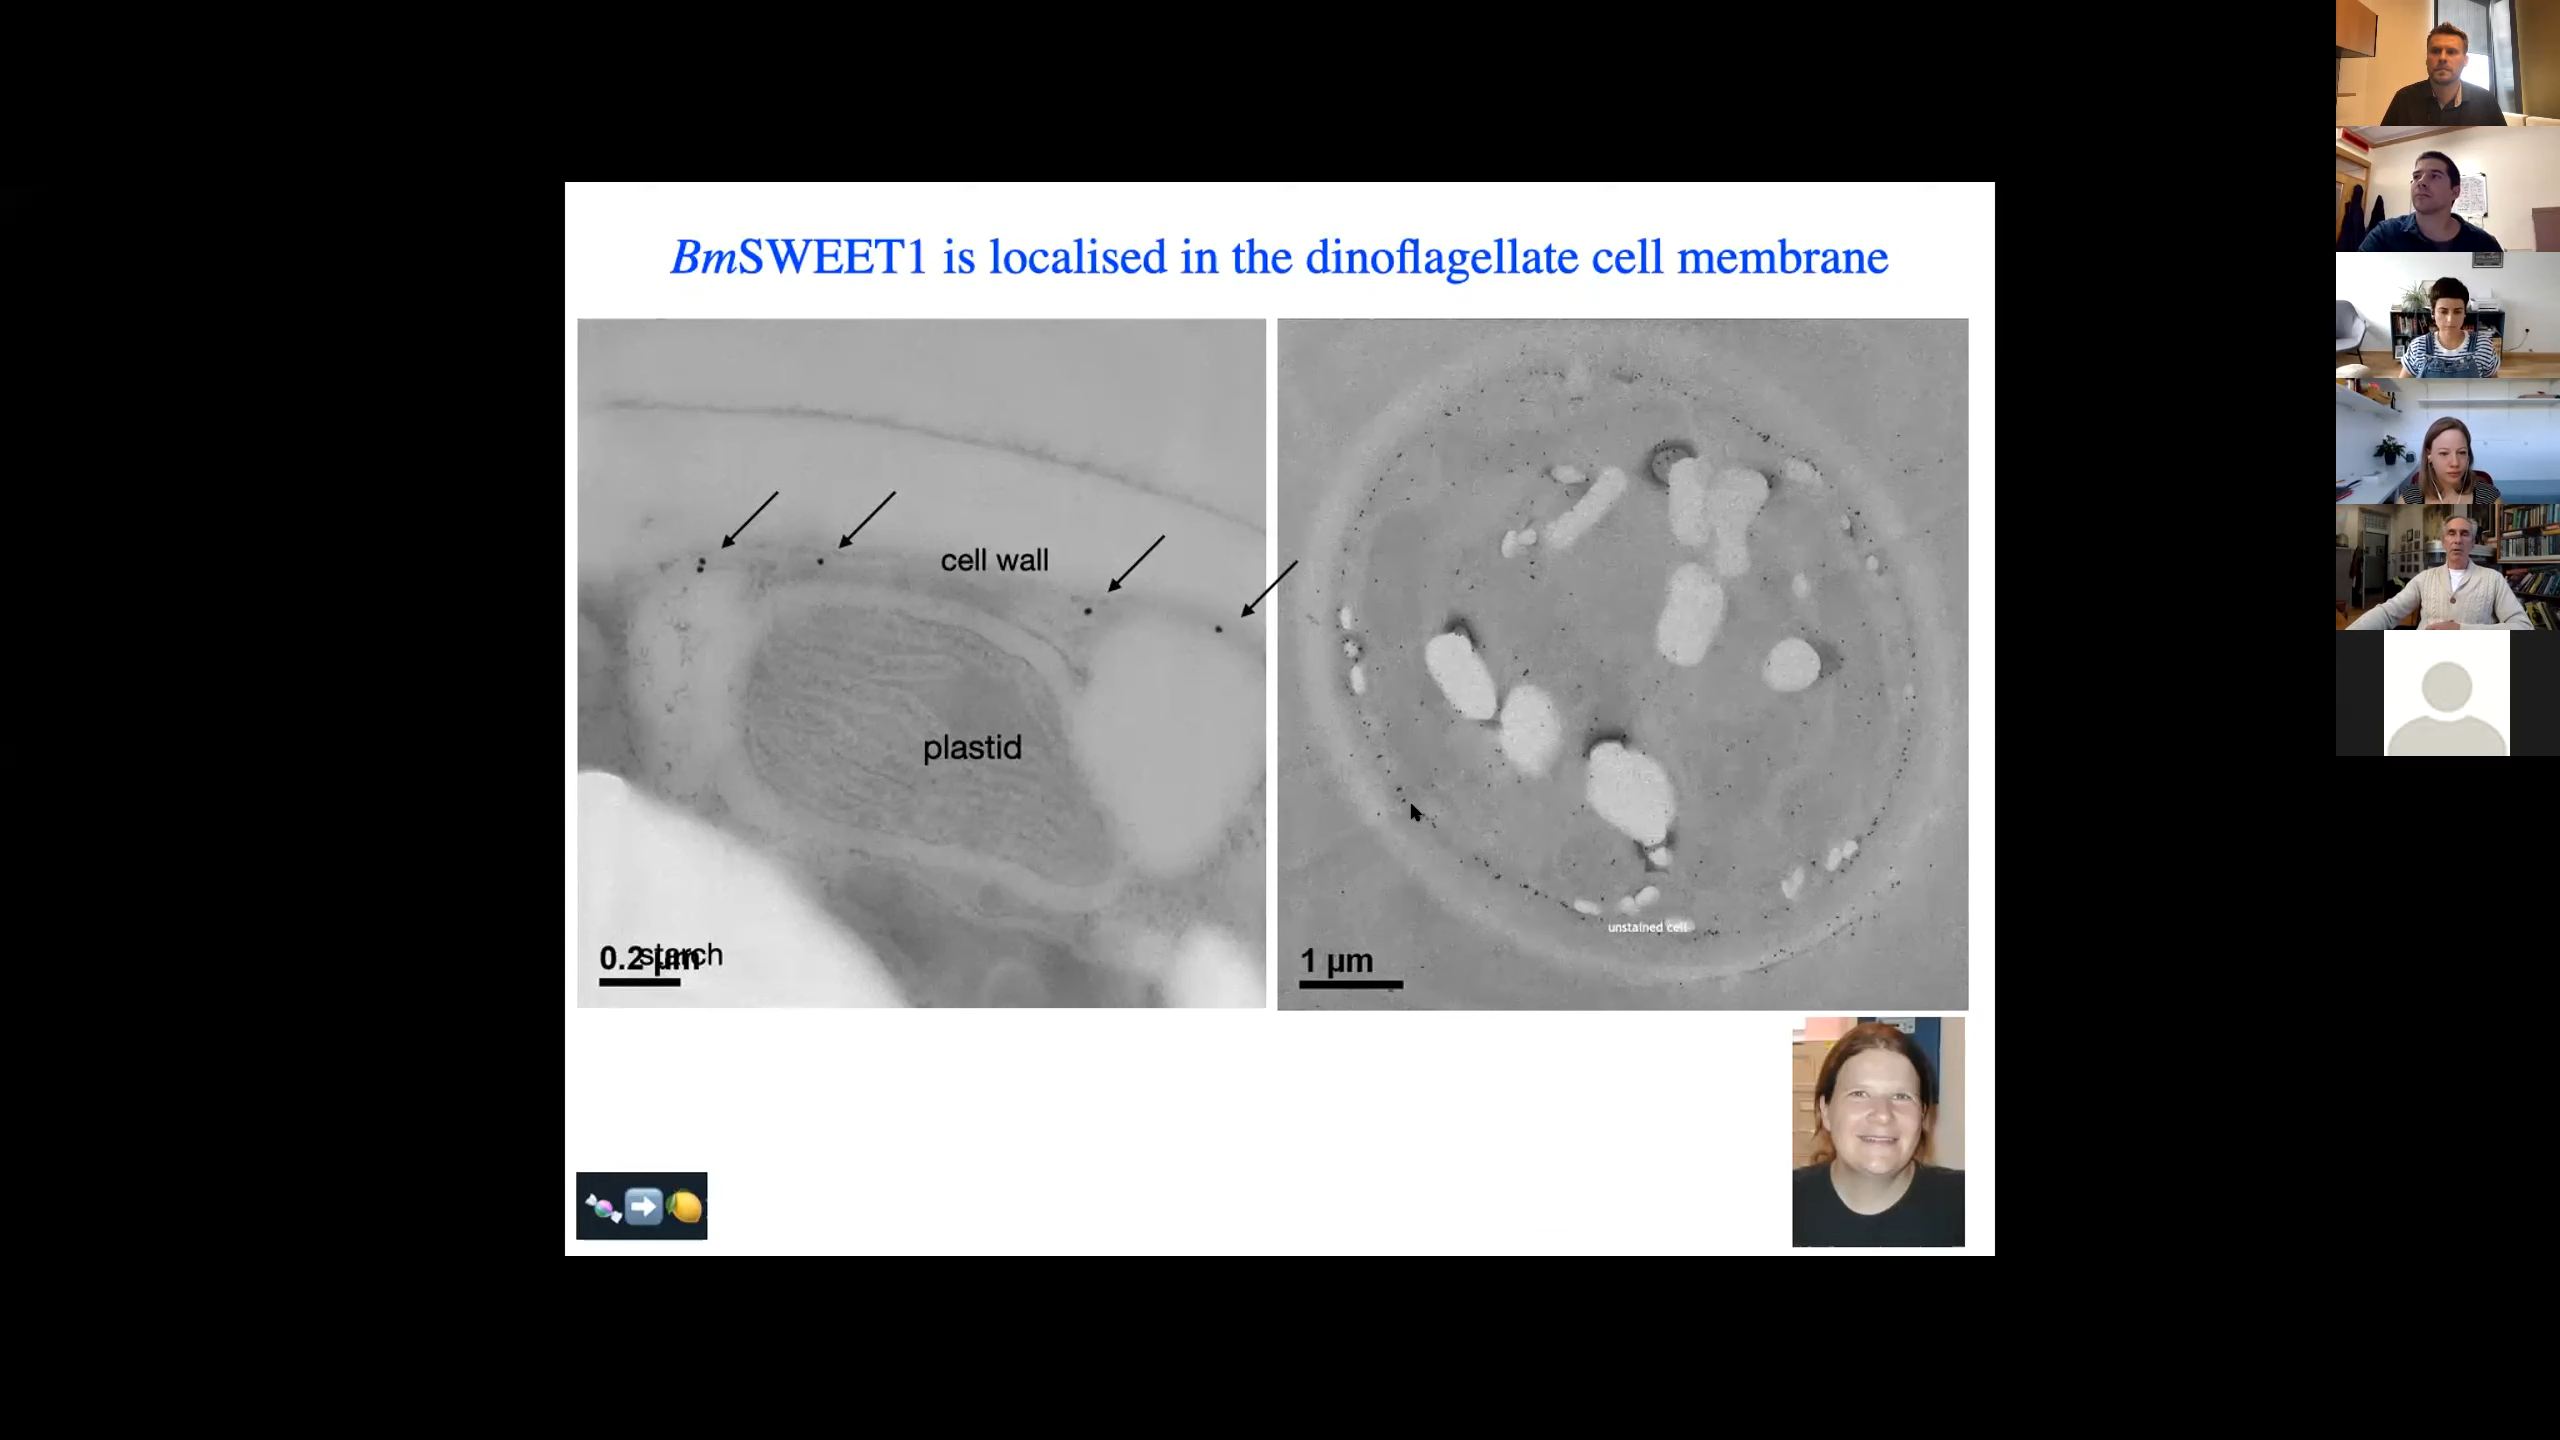 BmSWEET1 is localised in the dinoflagellate cell membrane
cell wall
plastid
starch
0.2 µm
unstained cell
1 µm